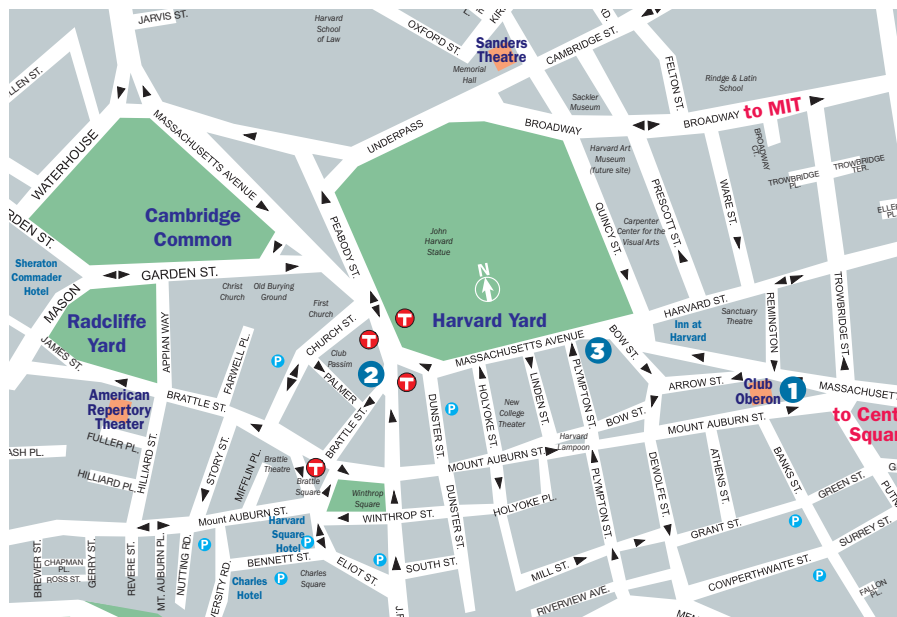 JARVIS ST.
Harvard
School
of Law
OXFORD ST.
Sanders
Theatre
Memorial
Hall
CAMBRIDGE ST.
FELTON ST.
Rindge & Latin
School
Sackler
Museum
BROADWAY
to MIT
BROADWAY
UNDERPASS
MASSACHUSETTS AVENUE
WATERHOUSE
Harvard Art
Museum
(future site)
BROADWAY
CT.
TROWBRIDGE
PL.
TROWBRIDGE
TER.
Cambridge
Common
PEABODY ST.
John
Harvard
Statue
N
QUINCY ST.
PRESCOTT ST.
WARE ST.
Carpenter
Center for the
Visual Arts
Sheraton
Commader
Hotel
GARDEN ST.
MASON
Christ
Church
Old Burying
Ground
First
Church
Radcliffe
Yard
APPIAN WAY
JAMES ST.
FARWELL PL.
P
CHURCH ST.
Club
Passim
T
T
T
2
Harvard Yard
MASSACHUSETTS AVENUE
3
BOW ST.
HARVARD ST.
Inn at
Harvard
Sanctuary
Theatre
REMINGTON
TROWBRIDGE ST.
ARROW ST.
Club
Oberon
1
American
Repertory
Theater
BRATTLE ST.
PALMER
BRATTLE ST.
P
DUNSTER ST.
HOLYOKE ST.
LINDEN ST.
PLYMPTON ST.
New
College
Theater
Harvard
Lampoon
BOW ST.
MOUNT AUBURN ST.
FULLER PL.
ASH PL.
HILLIARD PL.
HILLIARD ST.
STORY ST.
MIFFLIN PL.
Brattle
Theatre
T
Brattle
Square
Winthrop
Square
MOUNT AUBURN ST.
DUNSTER ST.
HOLYOKE PL.
PLYMPTON ST.
DEWOLFE ST.
ATHENS ST.
BANKS ST.
GREEN ST.
Mount AUBURN ST.
Harvard
Square
Hotel
P
WINTHROP ST.
GRANT ST.
P
SURREY ST.
BREWER ST.
CHAPMAN
PL.
ROSS ST.
GERRY ST.
REVERE ST.
MT. AUBURN PL.
NUTTING RD.
P
BENNETT ST.
Charles
Hotel
P
Charles
Square
ELIOT ST.
P
SOUTH ST.
MILL ST.
RIVERVIEW AVE.
COWPERTHWAITE ST.
P
FALLON
PL.